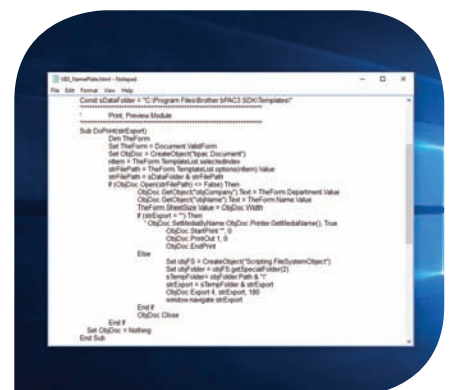 VBS_NamePlate.html - Notepad
File Edit Format View Help
Const sDataFolder = "C:\Program Files\Brother bPAC3 SDK\Templates\"
'*******************************************************************
' Print, Preview Module
'*******************************************************************
Sub DoPrint(strExport)
Dim TheForm
Set TheForm = Document.ValidForm
Set ObjDoc = CreateObject("bpac.Document")
nItem = TheForm.TemplateList.selectedIndex
strFilePath = TheForm.TemplateList.options(nItem).Value
strFilePath = sDataFolder & strFilePath
If (ObjDoc.Open(strFilePath) <> False) Then
ObjDoc.GetObject("objCompany").Text = TheForm.Department.Value
ObjDoc.GetObject("objName").Text = TheForm.Name.Value
TheForm.SheetSize.Value = ObjDoc.Width
If (strExport = "") Then
' ObjDoc.SetMediaByName ObjDoc.Printer.GetMediaName(), True
ObjDoc.StartPrint "", 0
ObjDoc.PrintOut 1, 0
ObjDoc.EndPrint
Else
Set objFS = CreateObject("Scripting.FileSystemObject")
Set objFolder = objFS.getSpecialFolder(2)
sTempFolder = objFolder.Path & "\"
strExport = sTempFolder & strExport
ObjDoc.Export 4, strExport, 180
window.navigate strExport
End If
ObjDoc.Close
End If
Set ObjDoc = Nothing
End Sub